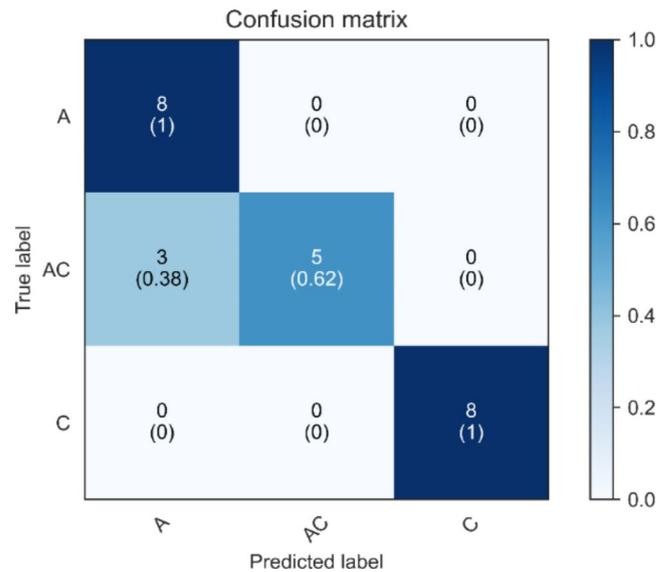 Confusion matrix
True label
A
8
(1)
0
(0)
0
(0)
AC
3
(0.38)
5
(0.62)
0
(0)
C
0
(0)
0
(0)
8
(1)
A
AC
C
Predicted label
1.0
0.8
0.6
0.4
0.2
0.0